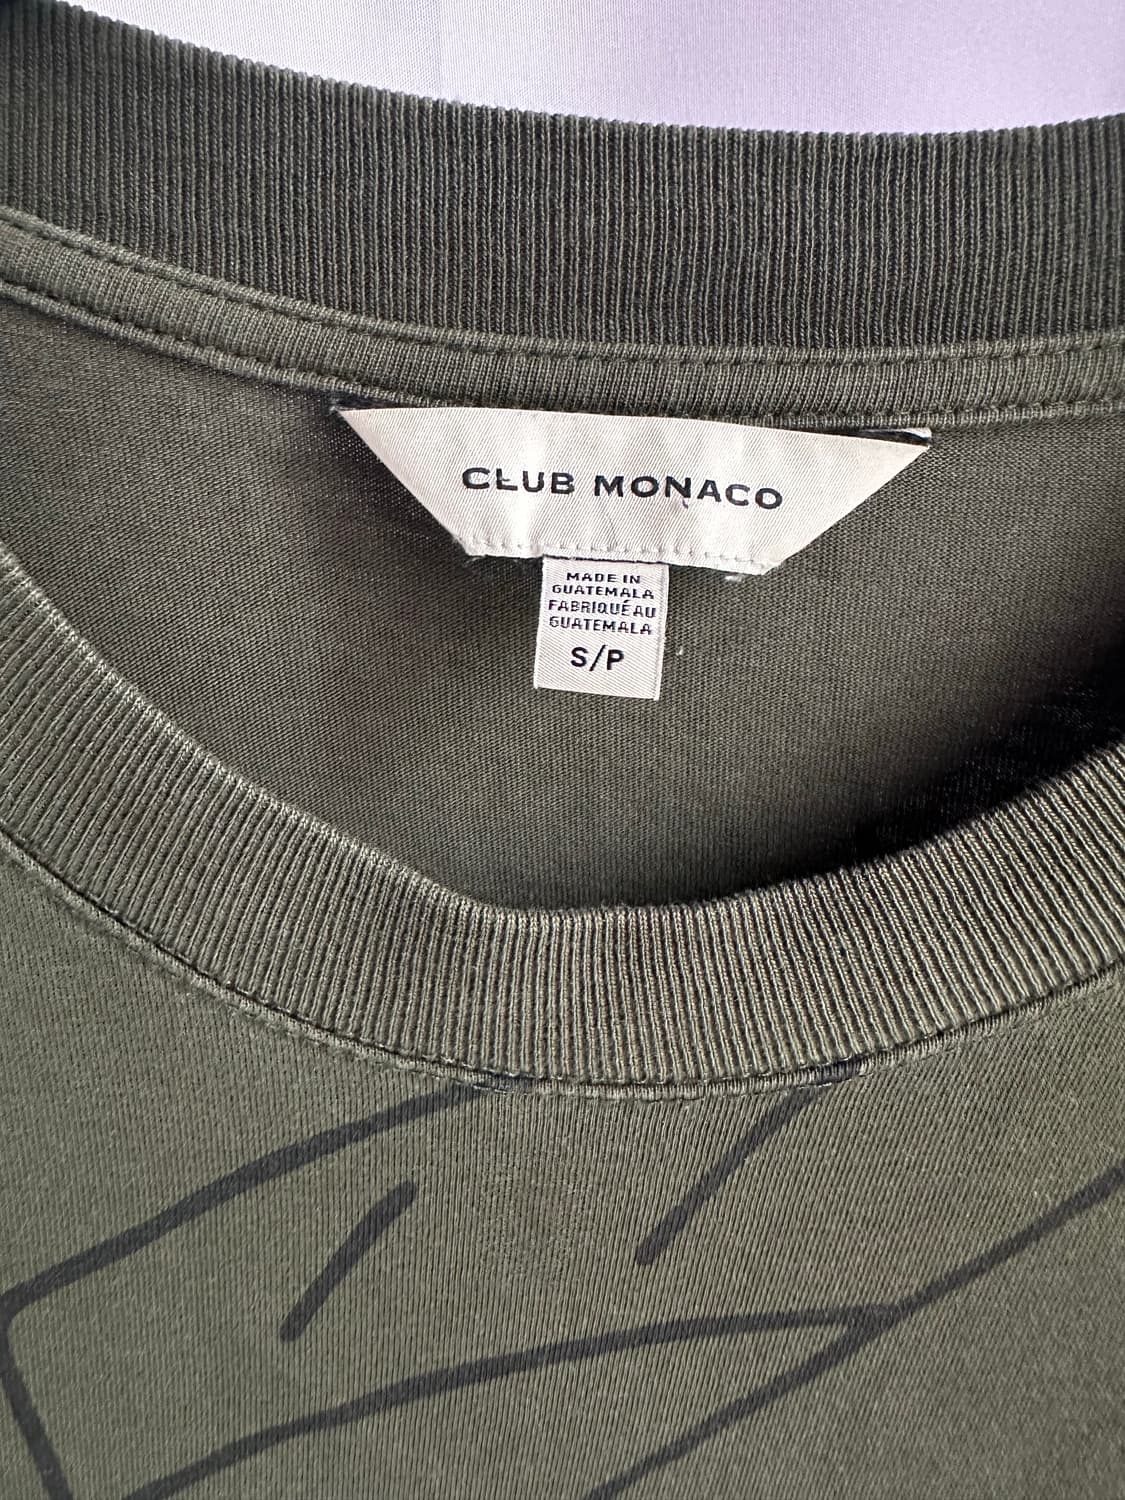 CLUB MONACO
MADE IN
GUATEMALA
FABRIQUÉ AU
GUATEMALA
S/P